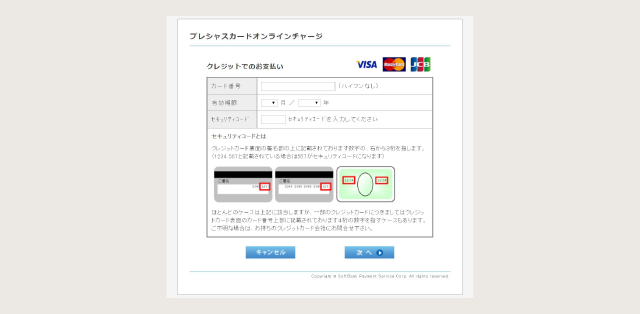 プレシャスカードオンラインチャージ
クレジットでのお支払い
VISA MasterCard JCB
カード番号 (ハイフンなし)
有効期限 月 / 年
セキュリティコード セキュリティコードを入力してください
セキュリティコードとは
クレジットカード裏面の署名部の上に記載されております数字の、右から3桁を指します。
(1234-567と記載されている場合は567がセキュリティコードになります)
ほとんどのケースは上記に該当しますが、一部のクレジットカードにつきましてはクレジッ
トカード表面のカード番号上部に記載されております4桁の数字を指すケースもあります。
ご不明な場合は、お持ちのクレジットカード会社にお問合せ下さい。
キャンセル 次 へ
Copyright © SoftBank Payment Service Corp. All rights reserved.